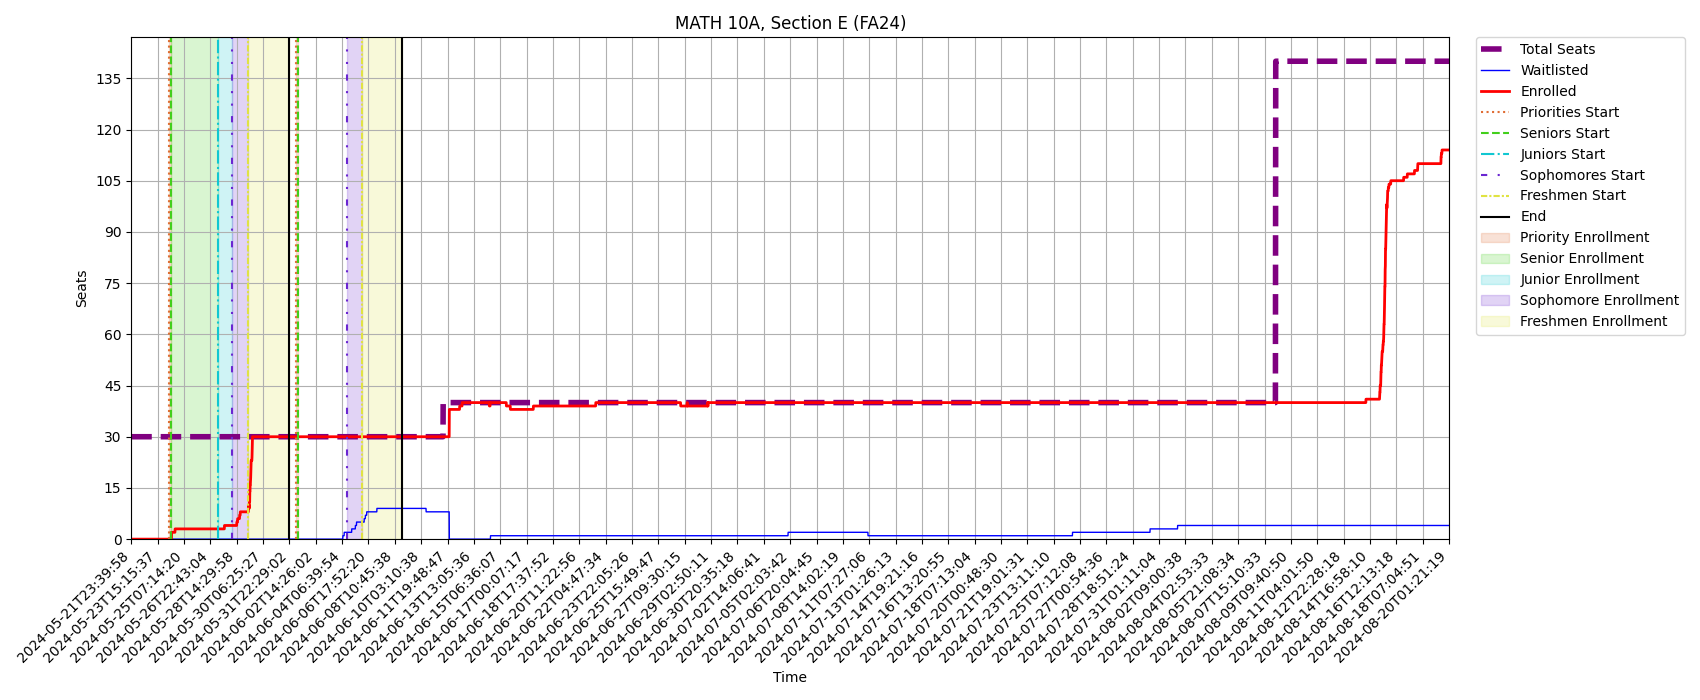 MATH 10A, Section E (FA24)
Total Seats
Waitlisted
Enrolled
Priorities Start
Seniors Start
Juniors Start
Sophomores Start
Freshmen Start
End
Priority Enrollment
Senior Enrollment
Junior Enrollment
Sophomore Enrollment
Freshmen Enrollment
Seats
135
120
105
90
75
60
45
30
15
0
2024-05-21T23:39:58
2024-05-23T15:15:37
2024-05-25T07:14:20
2024-05-26T22:43:04
2024-05-28T14:29:58
2024-05-30T06:25:27
2024-05-31T22:29:02
2024-06-02T14:26:02
2024-06-04T06:39:54
2024-06-06T17:52:20
2024-06-08T10:45:38
2024-06-10T03:10:38
2024-06-11T19:48:47
2024-06-13T13:05:36
2024-06-15T06:36:07
2024-06-17T00:07:17
2024-06-18T17:37:52
2024-06-20T11:22:56
2024-06-22T04:47:34
2024-06-23T22:05:26
2024-06-25T15:49:47
2024-06-27T09:30:15
2024-06-29T02:50:11
2024-06-30T20:35:18
2024-07-02T14:06:41
2024-07-05T02:03:42
2024-07-06T20:04:45
2024-07-08T14:02:19
2024-07-11T07:27:06
2024-07-13T01:26:13
2024-07-14T19:21:16
2024-07-16T13:20:55
2024-07-18T07:13:04
2024-07-20T00:48:30
2024-07-21T19:01:31
2024-07-23T13:11:10
2024-07-25T07:12:08
2024-07-27T00:54:36
2024-07-28T18:51:24
2024-07-31T01:11:04
2024-08-02T09:00:38
2024-08-04T02:53:33
2024-08-05T21:08:34
2024-08-07T15:10:33
2024-08-09T09:40:50
2024-08-11T04:01:50
2024-08-12T22:28:18
2024-08-14T16:58:10
2024-08-16T12:13:18
2024-08-18T07:04:51
2024-08-20T01:21:19
Time